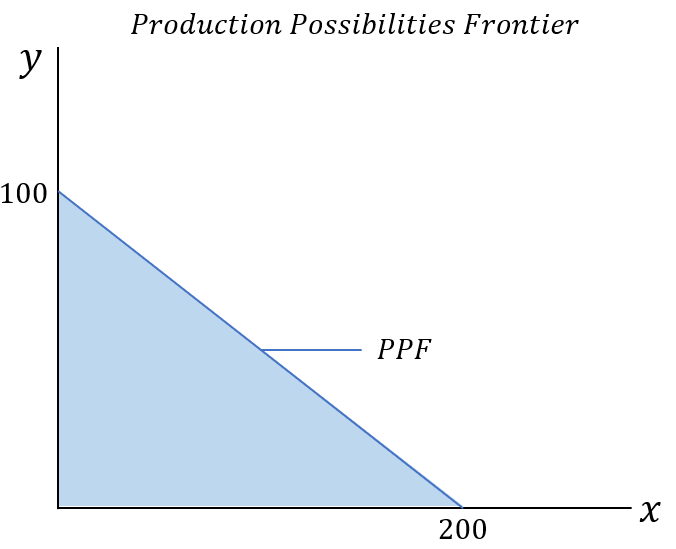 Production Possibilities Frontier
y
100
PPF
x
200